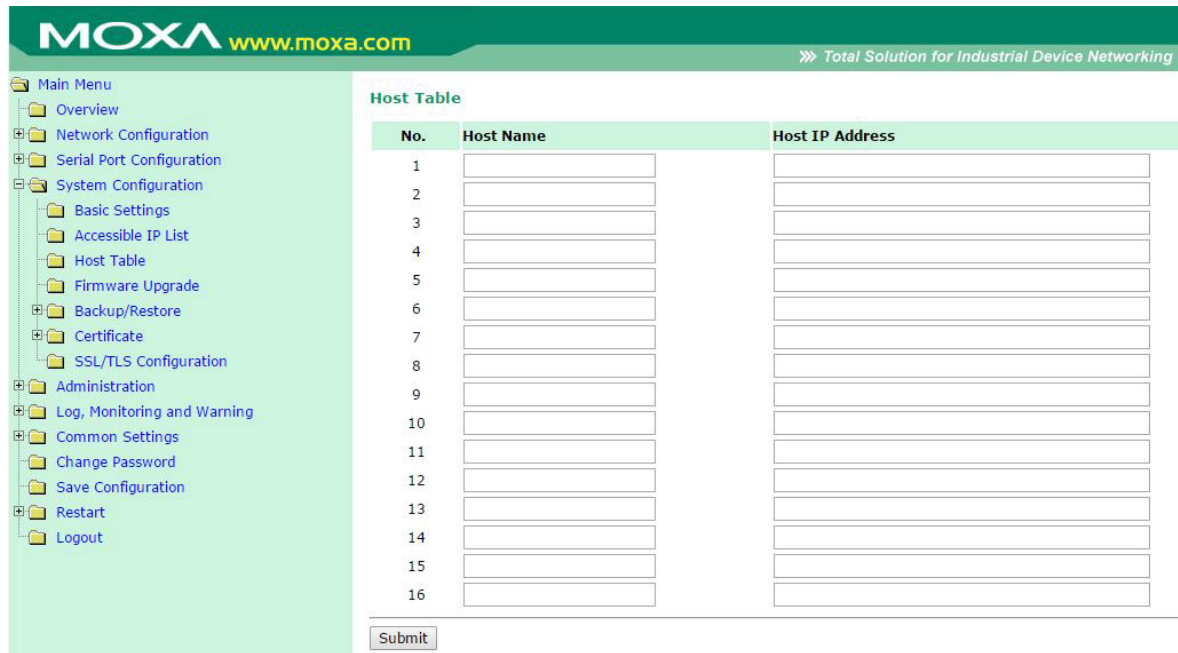 MOXA www.moxa.com
Total Solution for Industrial Device Networking
Main Menu
Overview
Network Configuration
Serial Port Configuration
System Configuration
Basic Settings
Accessible IP List
Host Table
Firmware Upgrade
Backup/Restore
Certificate
SSL/TLS Configuration
Administration
Log, Monitoring and Warning
Common Settings
Change Password
Save Configuration
Restart
Logout
Host Table
No. Host Name Host IP Address
1
2
3
4
5
6
7
8
9
10
11
12
13
14
15
16
Submit